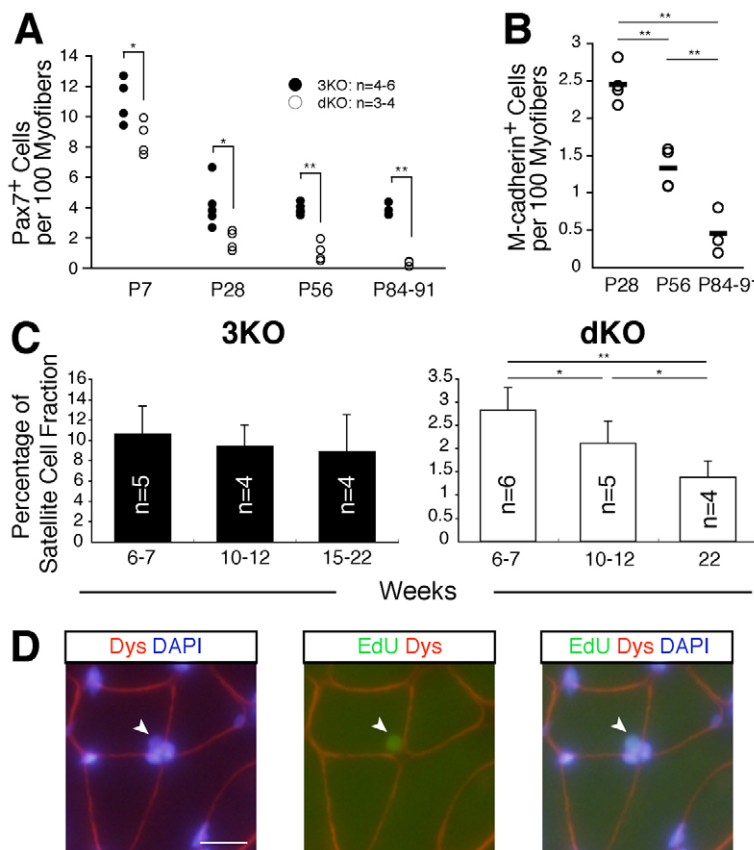 A
Pax7+ Cells
per 100 Myofibers
14
12
10
8
6
4
2
0
*
*
**
**
3KO: n=4-6
dKO: n=3-4
P7
P28
P56
P84-91
B
M-cadherin+ Cells
per 100 Myofibers
3
2.5
2
1.5
1
0.5
0
**
**
**
P28
P56
P84-91
C
3KO
dKO
Percentage of
Satellite Cell Fraction
16
14
12
10
8
6
4
2
0
n=5
n=4
n=4
6-7
10-12
15-22
3.5
3
2.5
2
1.5
1
0.5
0
**
*
*
n=6
n=5
n=4
6-7
10-12
22
Weeks
D
Dys DAPI
EdU Dys
EdU Dys DAPI